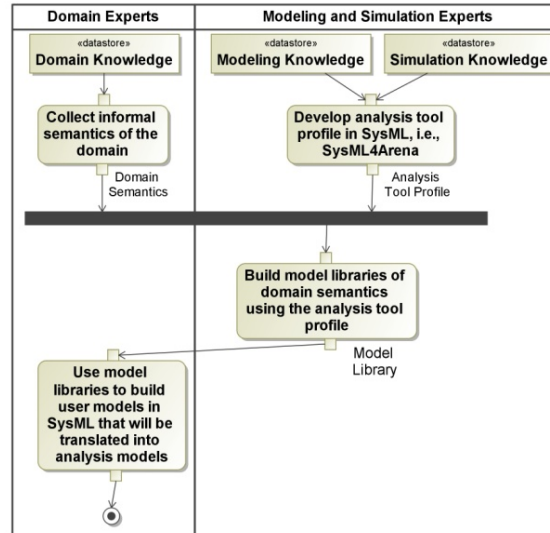 Domain Experts
Modeling and Simulation Experts
«datastore»
Domain Knowledge
«datastore»
Modeling Knowledge
«datastore»
Simulation Knowledge
Collect informal
semantics of the
domain
Develop analysis tool
profile in SysML, i.e.,
SysML4Arena
Domain
Semantics
Analysis
Tool Profile
Build model libraries of
domain semantics
using the analysis tool
profile
Model
Library
Use model
libraries to build
user models in
SysML that will be
translated into
analysis models